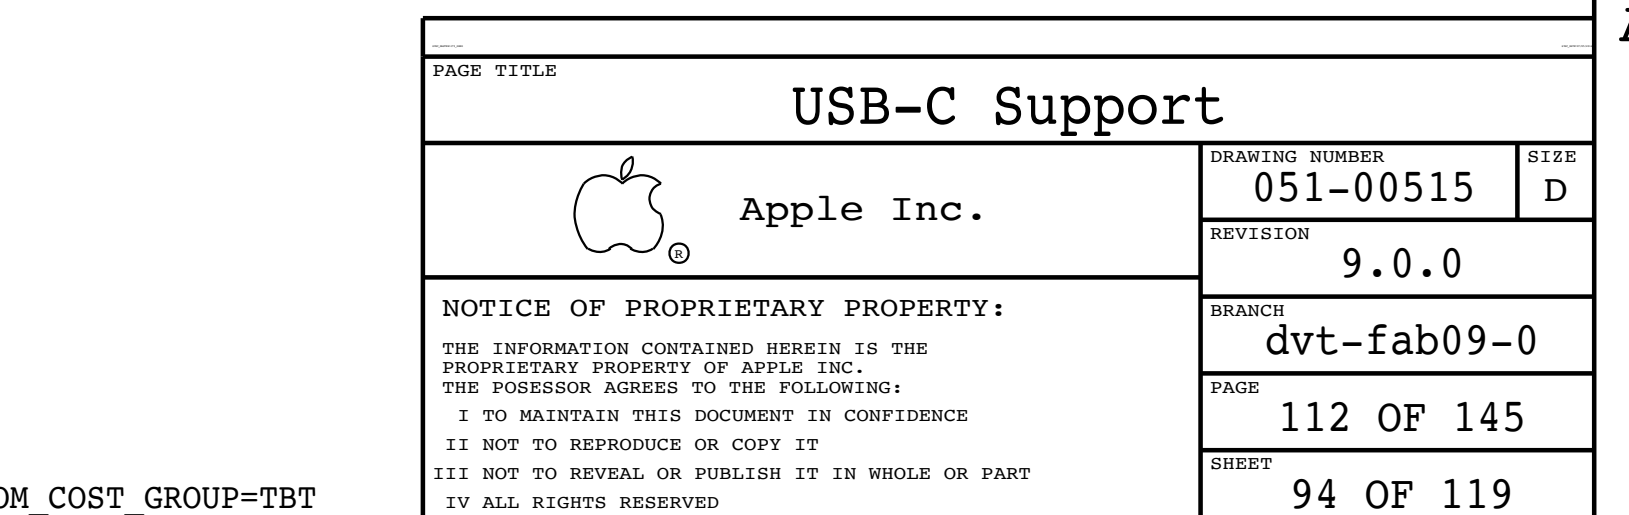 PAGE TITLE
USB-C Support
Apple Inc.
®
DRAWING NUMBER
051-00515
SIZE
D
REVISION
9.0.0
BRANCH
dvt-fab09-0
PAGE
112 OF 145
SHEET
94 OF 119
NOTICE OF PROPRIETARY PROPERTY:
THE INFORMATION CONTAINED HEREIN IS THE
PROPRIETARY PROPERTY OF APPLE INC.
THE POSESSOR AGREES TO THE FOLLOWING:
I TO MAINTAIN THIS DOCUMENT IN CONFIDENCE
II NOT TO REPRODUCE OR COPY IT
III NOT TO REVEAL OR PUBLISH IT IN WHOLE OR PART
IV ALL RIGHTS RESERVED
OM_COST_GROUP=TBT